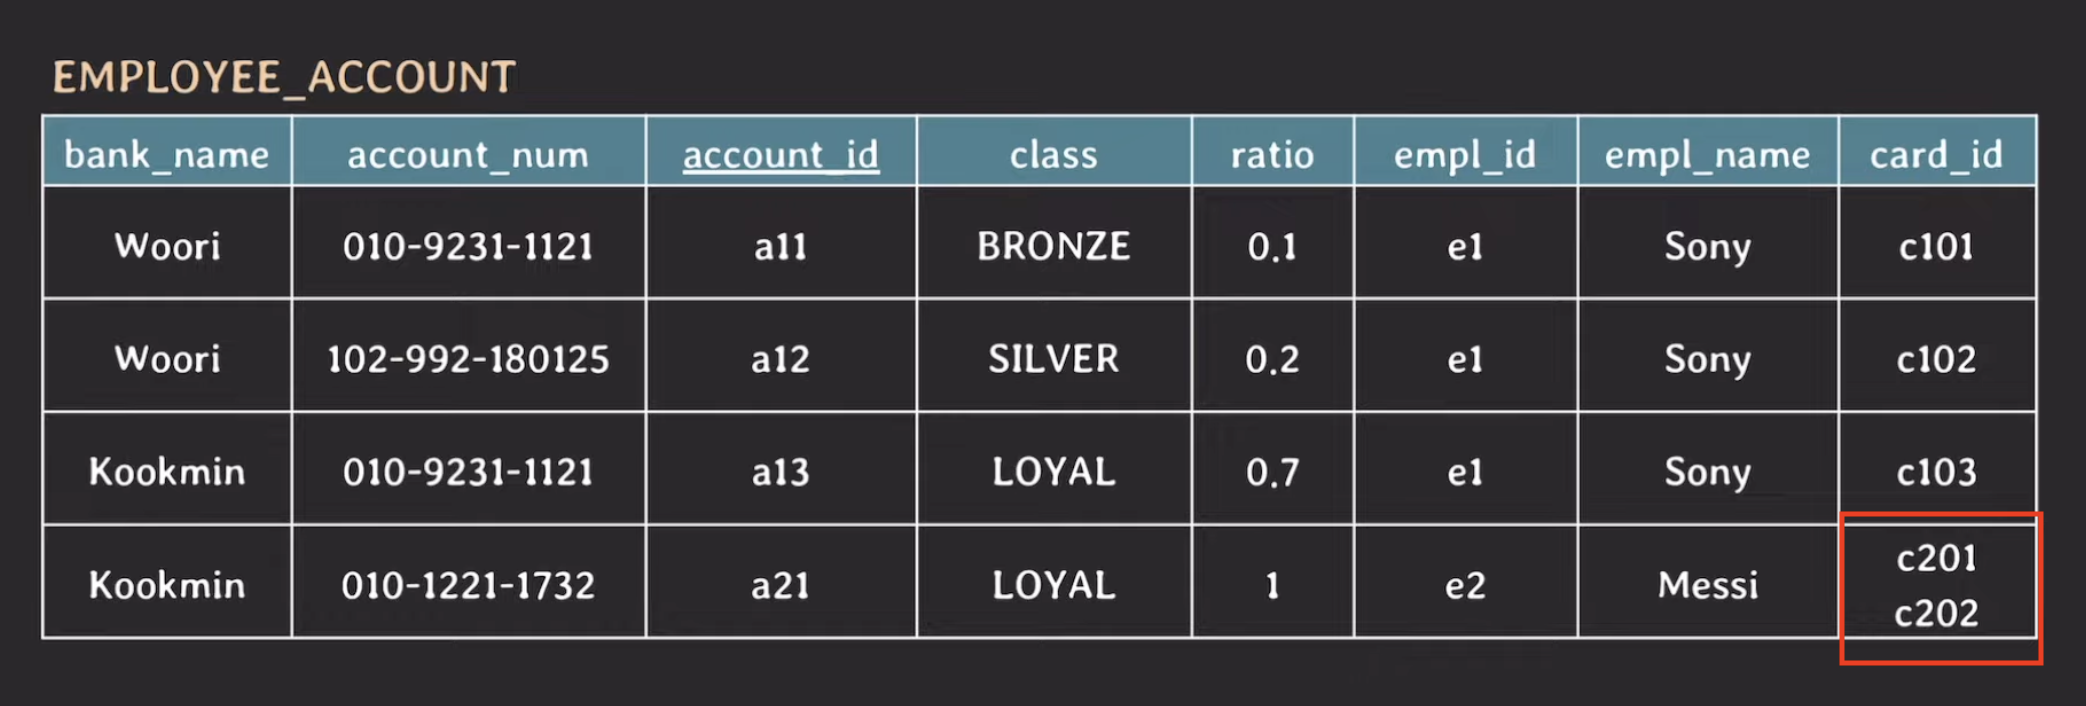 EMPLOYEE_ACCOUNT
bank_name account_num account_id class ratio empl_id empl_name card_id
Woori 010-9231-1121 a11 BRONZE 0.1 e1 Sony c101
Woori 102-992-180125 a12 SILVER 0.2 e1 Sony c102
Kookmin 010-9231-1121 a13 LOYAL 0.7 e1 Sony c103
Kookmin 010-1221-1732 a21 LOYAL 1 e2 Messi c201
c202